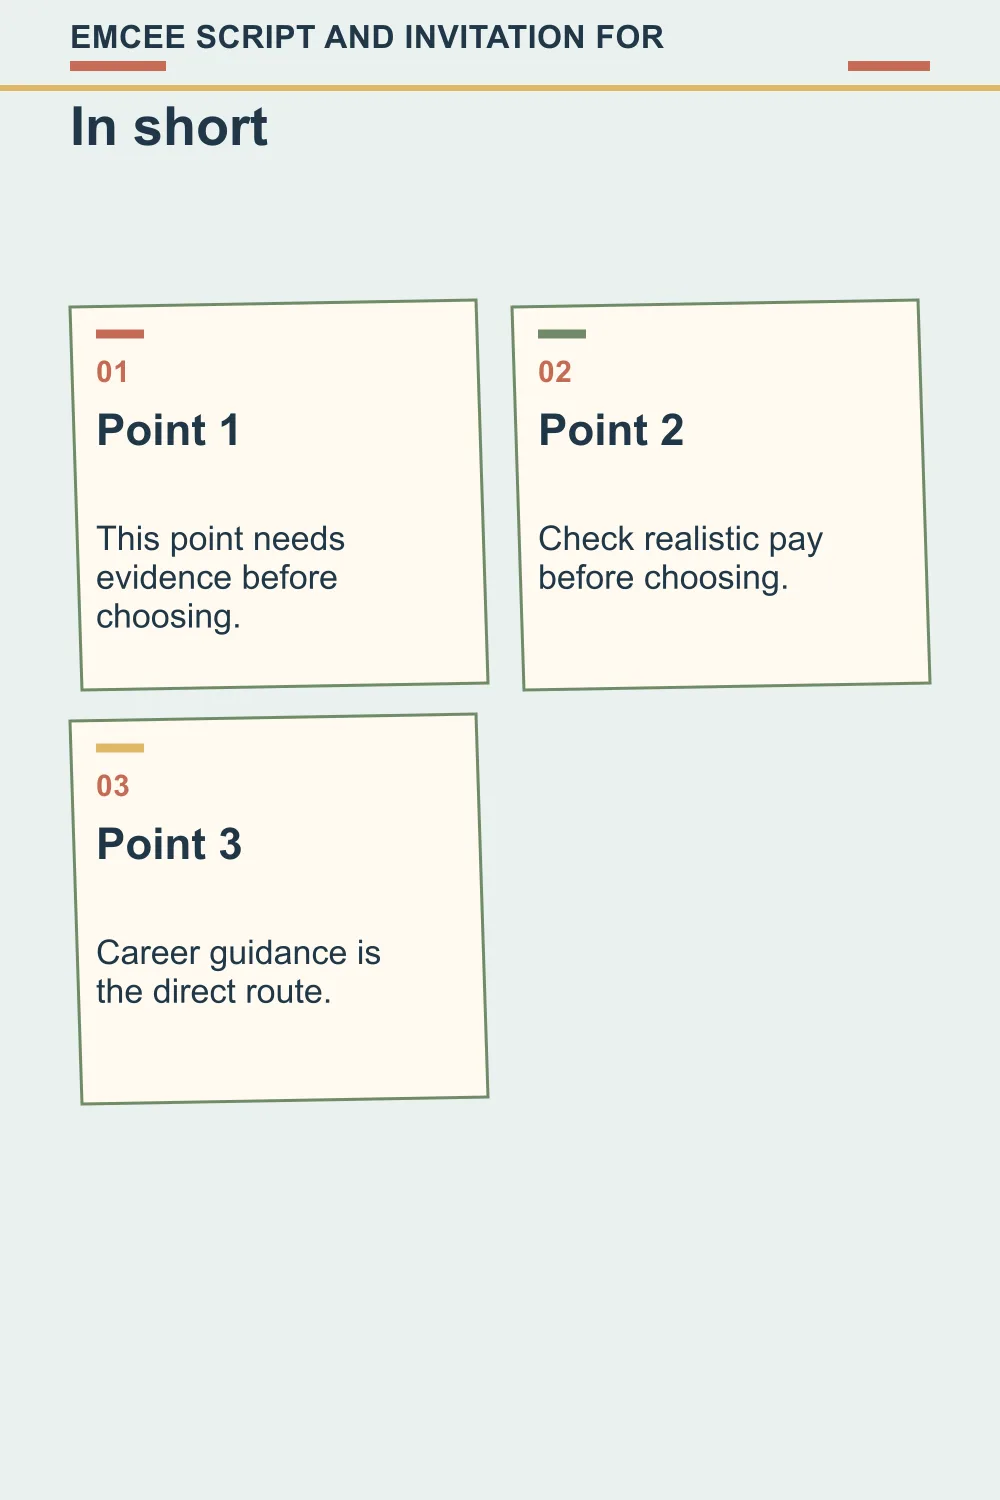 EMCEE SCRIPT AND INVITATION FOR
In short
01
Point 1
This point needs
evidence before
choosing.
02
Point 2
Check realistic pay
before choosing.
03
Point 3
Career guidance is
the direct route.